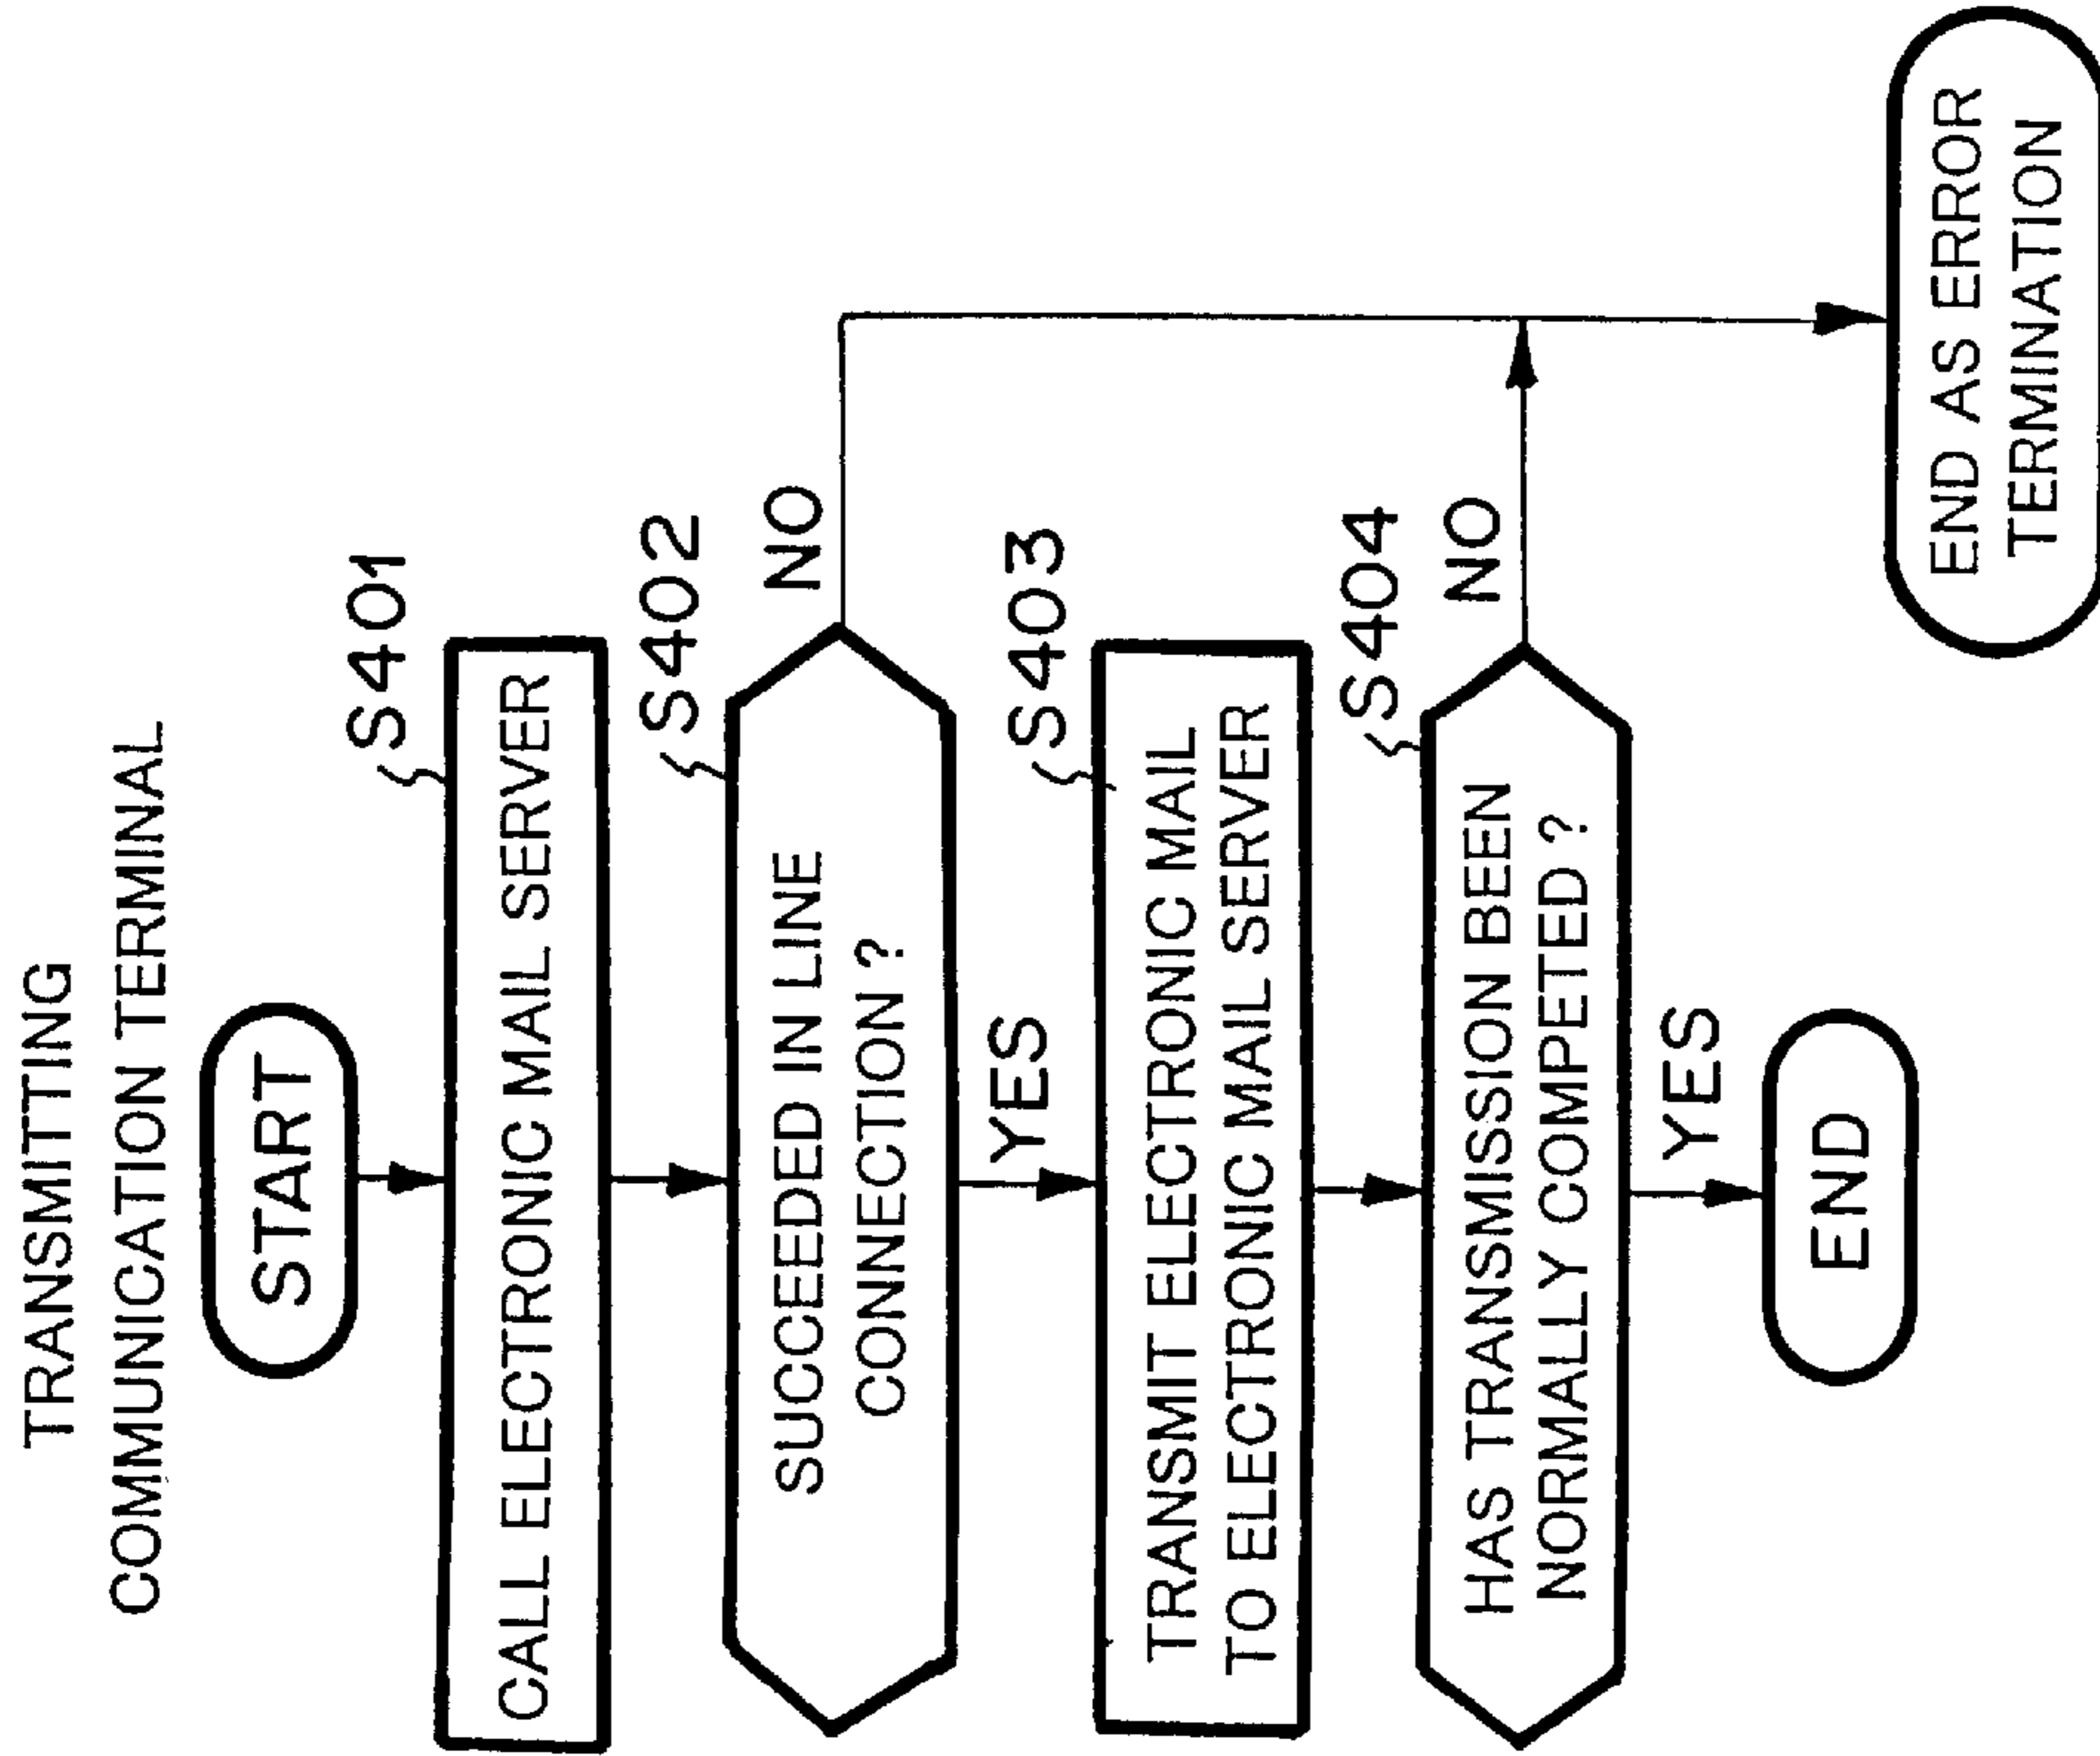 TRANSMITTING
COMMUNICATION TERMINAL
START
S401
CALL ELECTRONIC MAIL SERVER
S402
SUCCEEDED IN LINE
CONNECTION ?
NO
YES
S403
TRANSMIT ELECTRONIC MAIL
TO ELECTRONIC MAIL SERVER
S404
HAS TRANSMISSION BEEN
NORMALLY COMPETED ?
NO
YES
END
END AS ERROR
TERMINATION